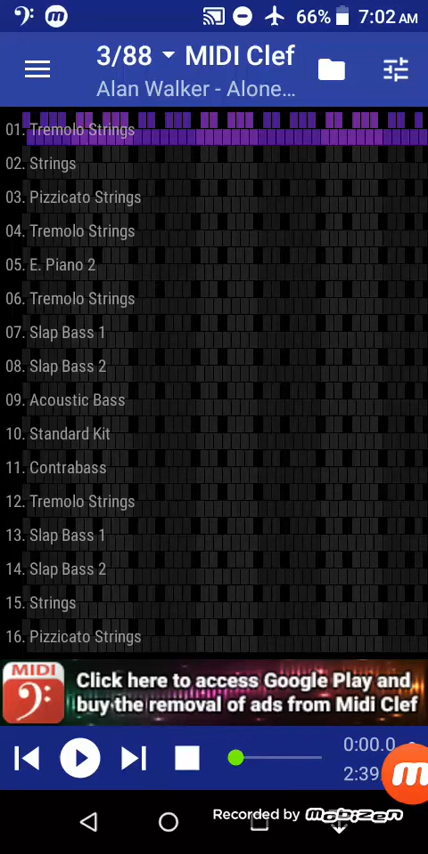 66% 7:02 AM
3/88 MIDI Clef
Alan Walker - Alone...
01. Tremolo Strings
02. Strings
03. Pizzicato Strings
04. Tremolo Strings
05. E. Piano 2
06. Tremolo Strings
07. Slap Bass 1
08. Slap Bass 2
09. Acoustic Bass
10. Standard Kit
11. Contrabass
12. Tremolo Strings
13. Slap Bass 1
14. Slap Bass 2
15. Strings
16. Pizzicato Strings
MIDI
Click here to access Google Play and
buy the removal of ads from Midi Clef
0:00.0
2:39
Recorded by mobizen